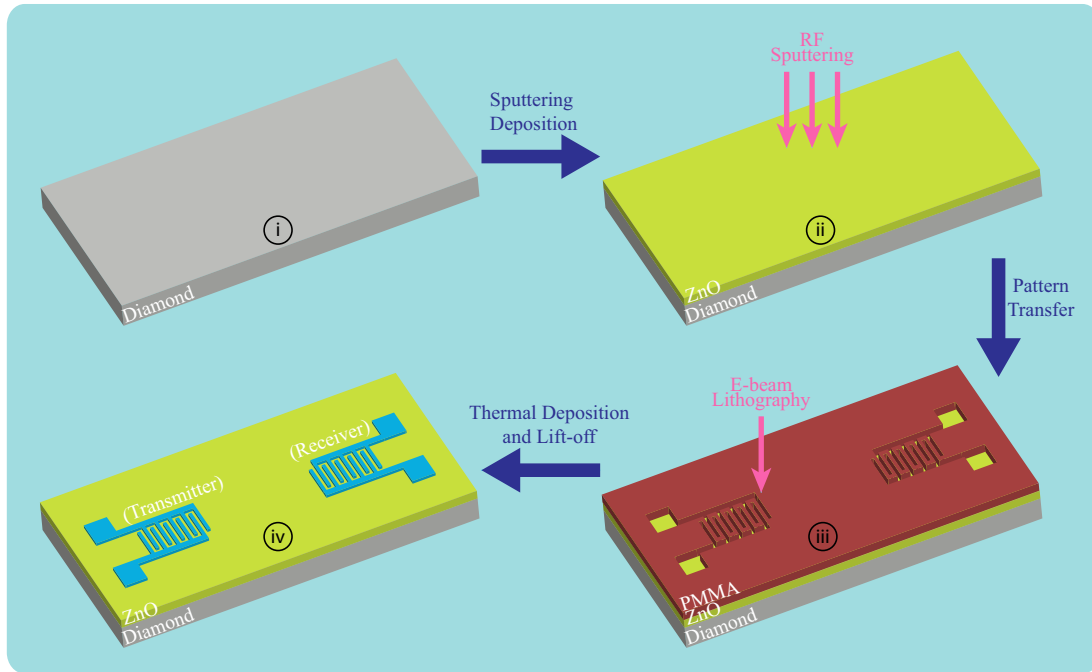 RF
Sputtering
Sputtering
Deposition
i
ii
Diamond
ZnO
Diamond
Pattern
Transfer
E-beam
Lithography
Thermal Deposition
and Lift-off
(Receiver)
(Transmitter)
iv
iii
ZnO
Diamond
PMMA
ZnO
Diamond